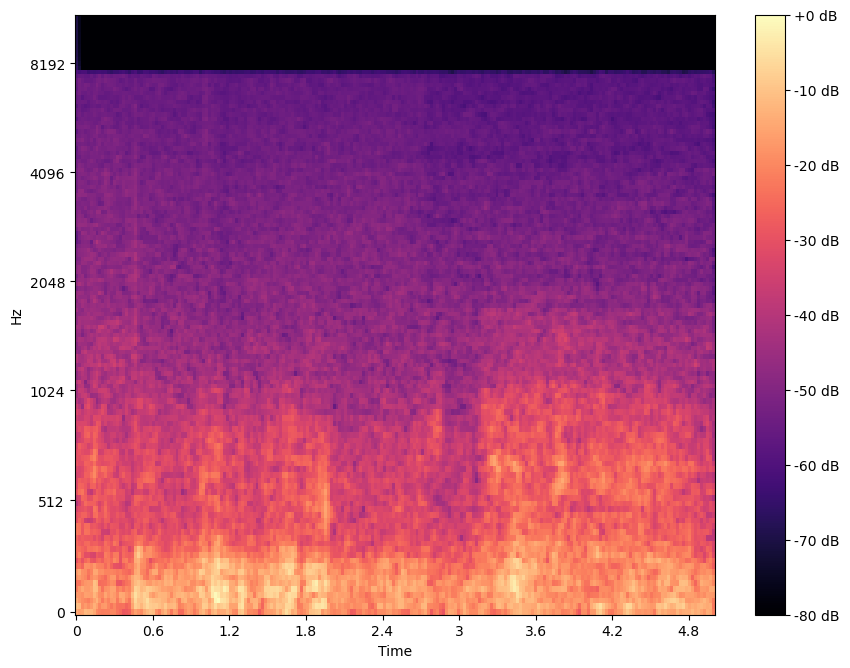 +0 dB
8192
-10 dB
4096
-20 dB
-30 dB
2048
Hz
-40 dB
1024
-50 dB
-60 dB
512
-70 dB
0
-80 dB
0 0.6 1.2 1.8 2.4 3 3.6 4.2 4.8
Time